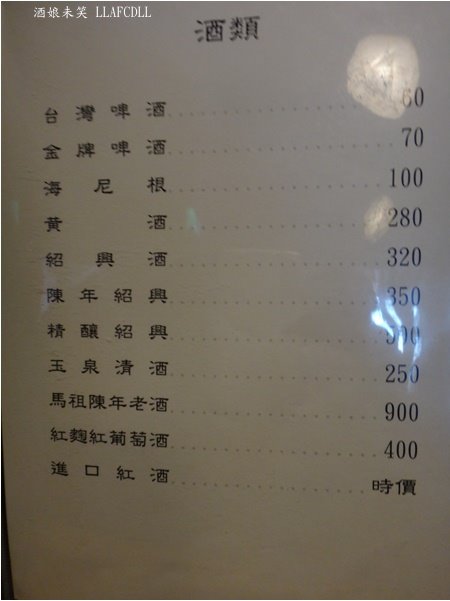 酒娘未笑 LLAFCDLL
酒類
台灣啤酒 60
金牌啤酒 70
海尼根 100
黃酒 280
紹興酒 320
陳年紹興 350
精釀紹興
玉泉清酒 250
馬祖陳年老酒 900
紅麴紅葡萄酒 400
進口紅酒 時價